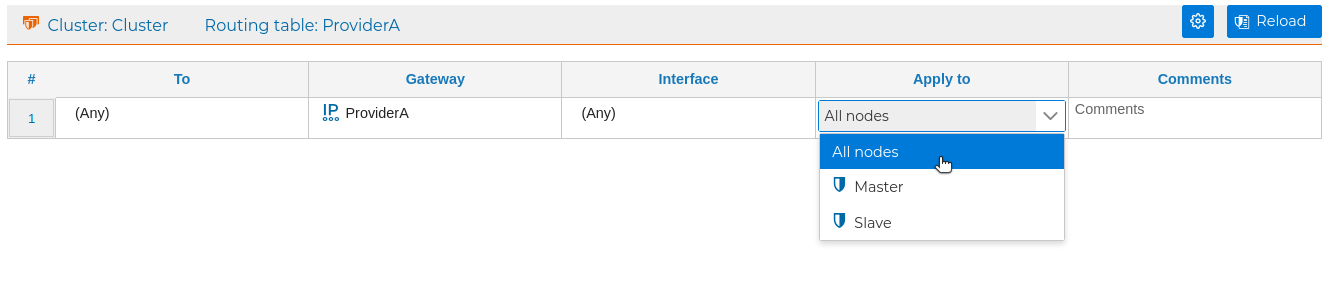 Cluster: Cluster Routing table: ProviderA Reload
# To Gateway Interface Apply to Comments
1 (Any) IP ProviderA (Any) All nodes Comments
All nodes
Master
Slave